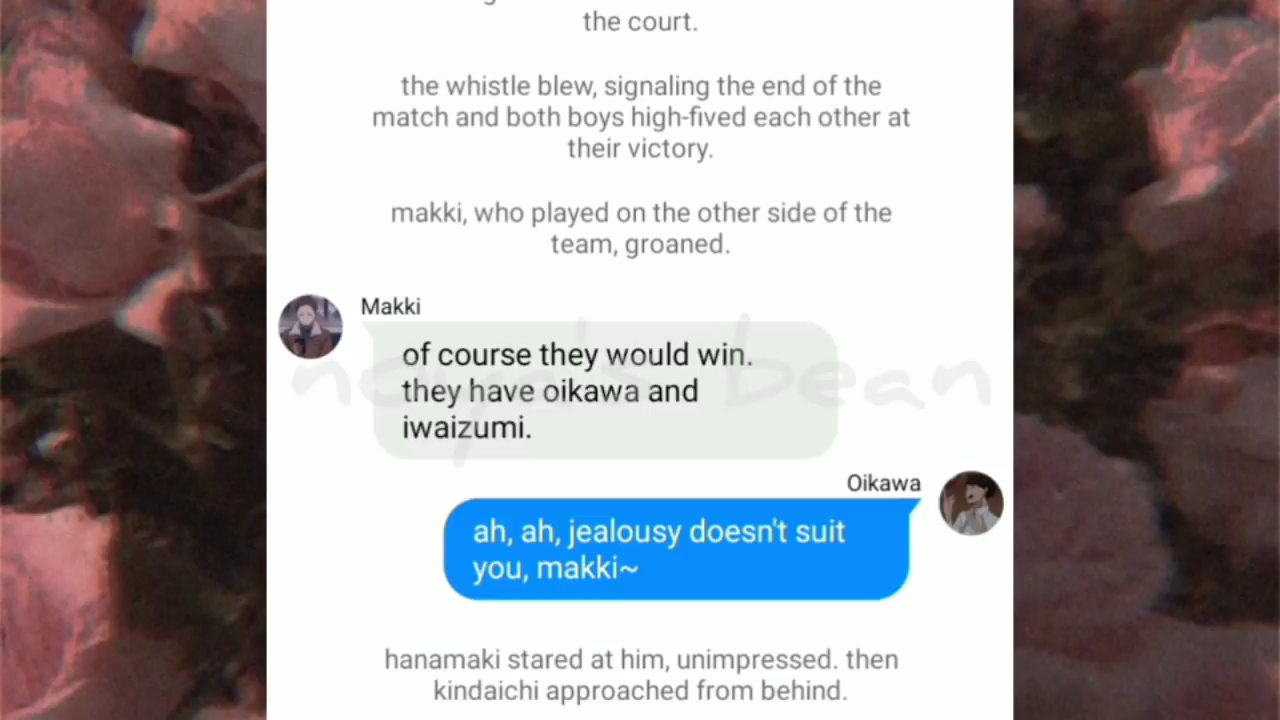 the court.
the whistle blew, signaling the end of the
match and both boys high-fived each other at
their victory.
makki, who played on the other side of the
team, groaned.
Makki
of course they would win.
they have oikawa and
iwaizumi.
noya's bean
Oikawa
ah, ah, jealousy doesn't suit
you, makki~
hanamaki stared at him, unimpressed. then
kindaichi approached from behind.